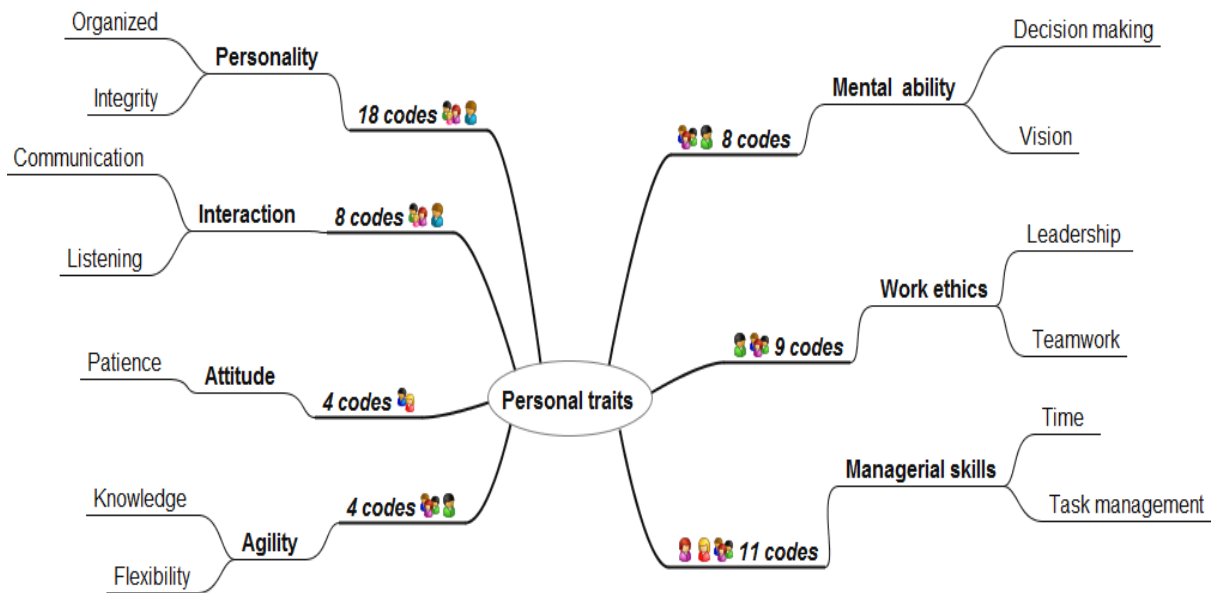 Organized
Personality
Integrity
18 codes
Communication
Interaction
Listening
8 codes
Patience
Attitude
4 codes
Knowledge
Agility
Flexibility
4 codes
Personal traits
Decision making
Mental ability
Vision
8 codes
Leadership
Work ethics
Teamwork
9 codes
Time
Managerial skills
Task management
11 codes